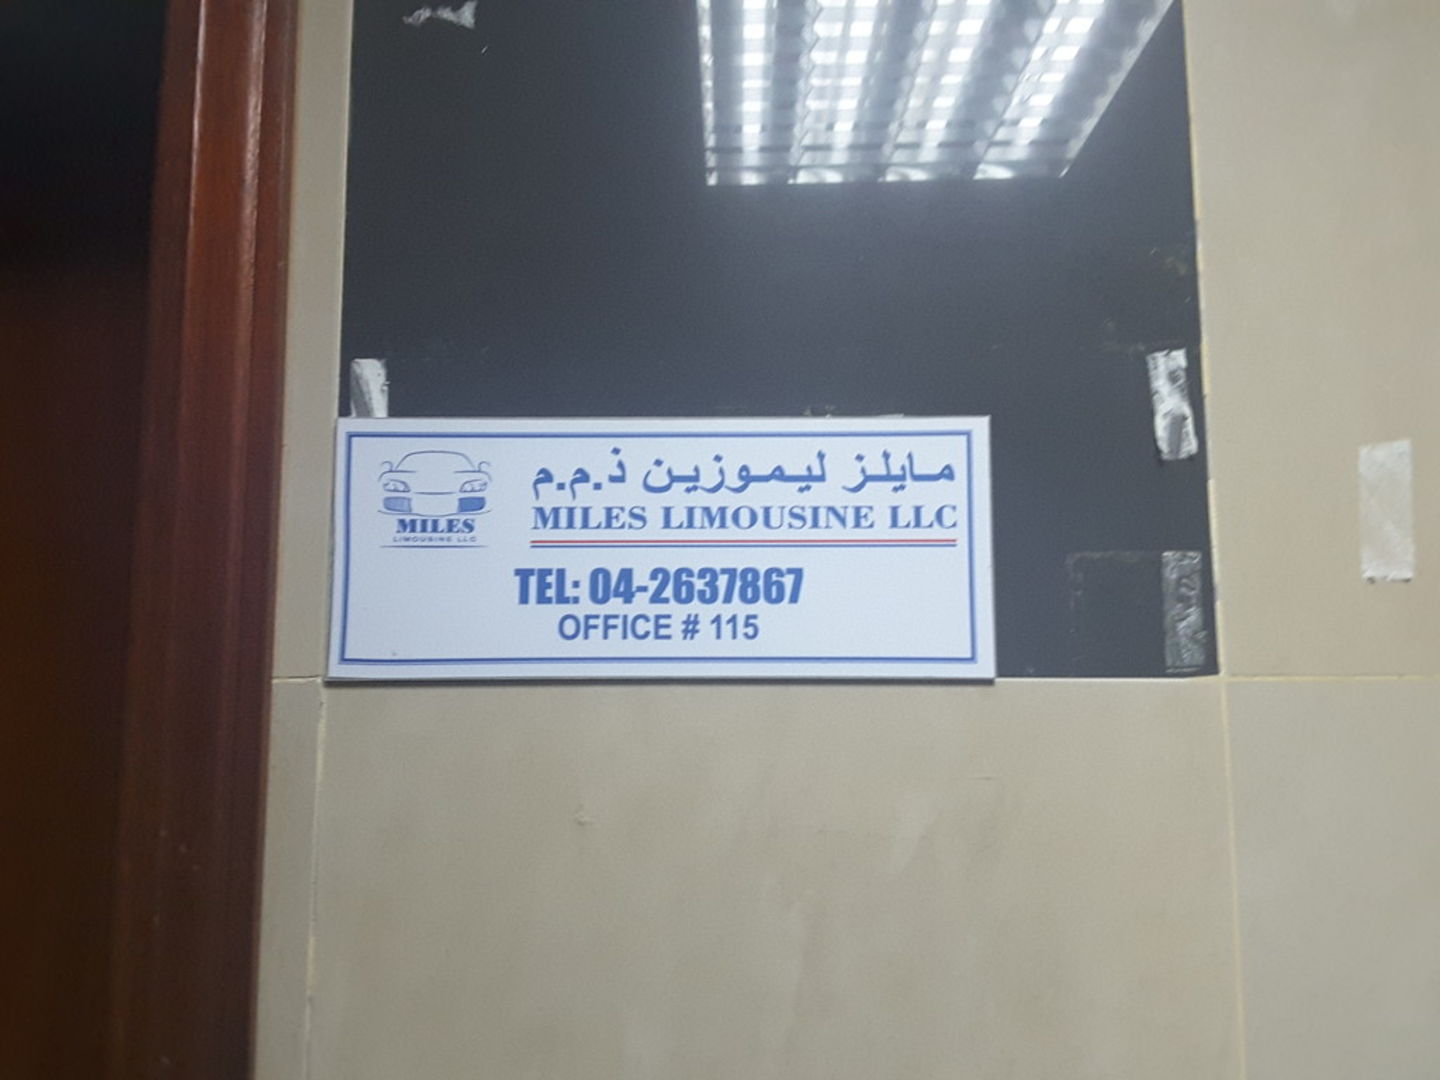 مايلز ليموزين ذ.م.م
MILES LIMOUSINE LLC
MILES
LIMOUSINE LLC
TEL: 04-2637867
OFFICE # 115